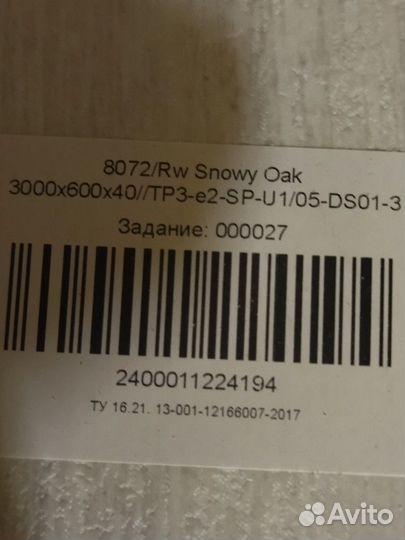 8072/Rw Snowy Oak
3000x600x40//TP3-e2-SP-U1/05-DS01-3
Задание: 000027
2400011224194
ТУ 16.21. 13-001-12166007-2017
Avito